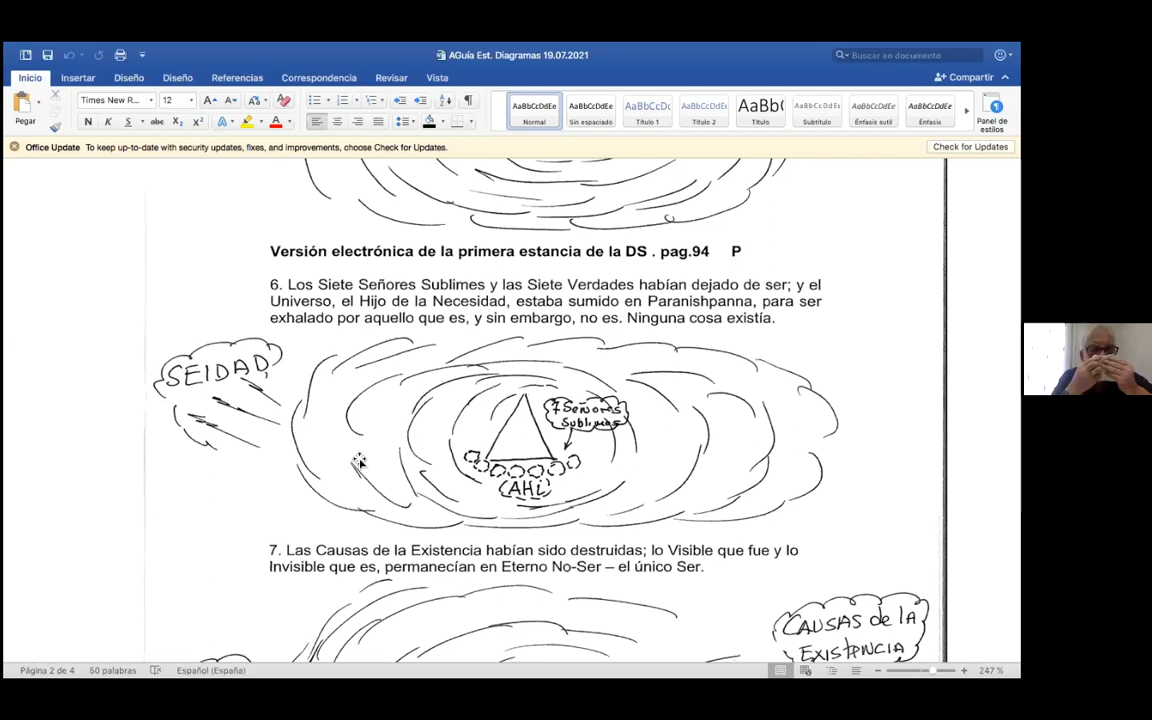 AGuía Est. Diagramas 19.07.2021
Buscar en documento
Inicio Insertar Diseño Diseño Referencias Correspondencia Revisar Vista
Compartir
Pegar
Times New R... 12
N K S abc X₂ X²
AaBbCcDdEe AaBbCcDdEe AaBbCcDc AaBbCcDdEe AaBb( AaBbCcDdEe AaBbCcDdEe AaBbCcDdEe
Normal Sin espaciado Título 1 Título 2 Título Subtítulo Énfasis sutil Énfasis
Panel de estilos
Office Update To keep up-to-date with security updates, fixes, and improvements, choose Check for Updates.
Check for Updates
Versión electrónica de la primera estancia de la DS . pag.94 P
6. Los Siete Señores Sublimes y las Siete Verdades habían dejado de ser; y el
Universo, el Hijo de la Necesidad, estaba sumido en Paranishpanna, para ser
exhalado por aquello que es, y sin embargo, no es. Ninguna cosa existía.
SEIDAD
7 Señores
Sublimes
AHL
7. Las Causas de la Existencia habían sido destruidas; lo Visible que fue y lo
Invisible que es, permanecían en Eterno No-Ser – el único Ser.
CAUSAS de la
EXISTENCIA
Página 2 de 4 50 palabras Español (España)
247 %